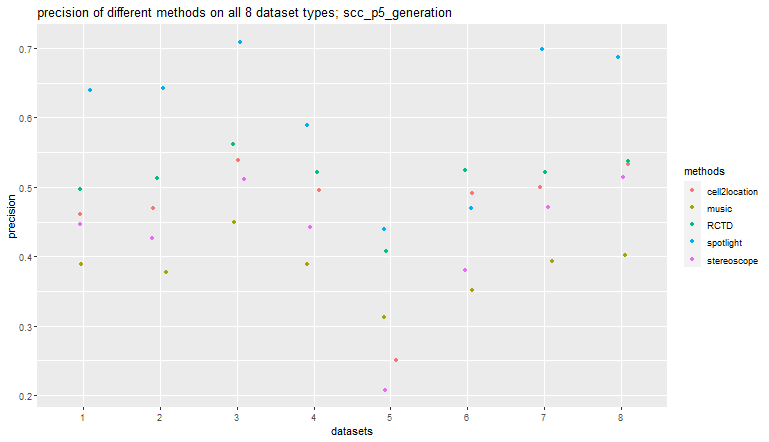 precision of different methods on all 8 dataset types; scc_p5_generation
precision
0.7
0.6
0.5
0.4
0.3
0.2
1 2 3 4 5 6 7 8
datasets
methods
cell2location
music
RCTD
spotlight
stereoscope